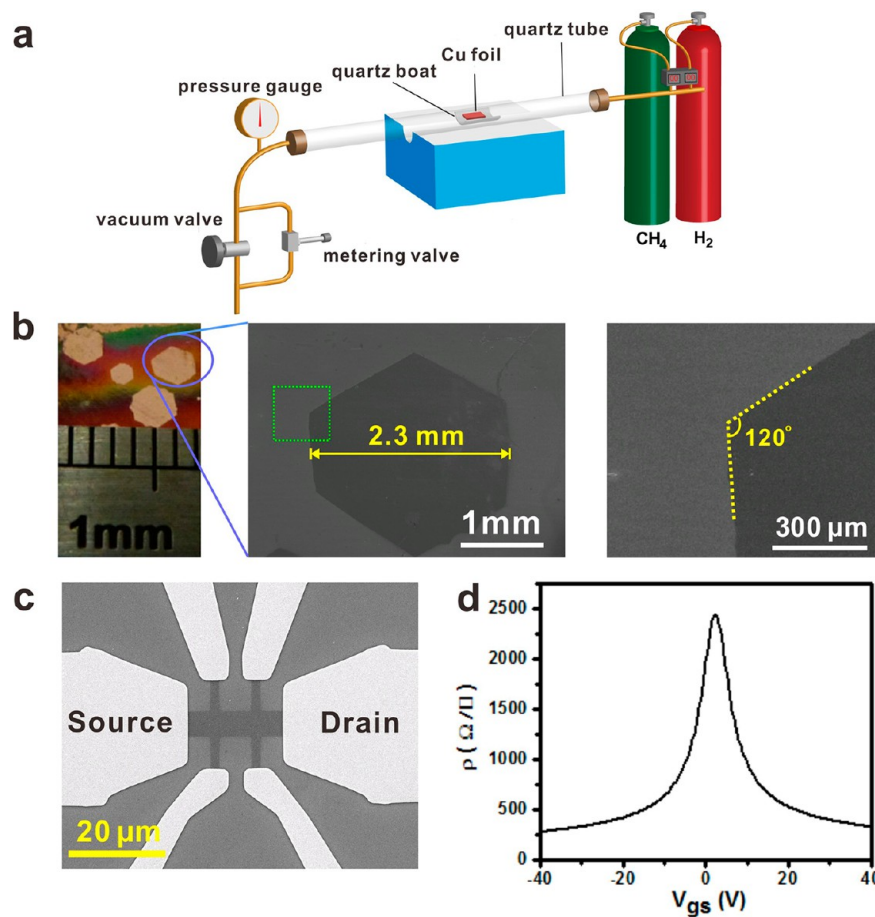 a
pressure gauge
quartz boat
Cu foil
quartz tube
vacuum valve
metering valve
CH4
H2
b
1mm
2.3 mm
1mm
120°
300 µm
c
Source
Drain
20 µm
d
ρ ( Ω /□ )
2500
2000
1500
1000
500
0
-40
-20
0
20
40
Vgs (V)